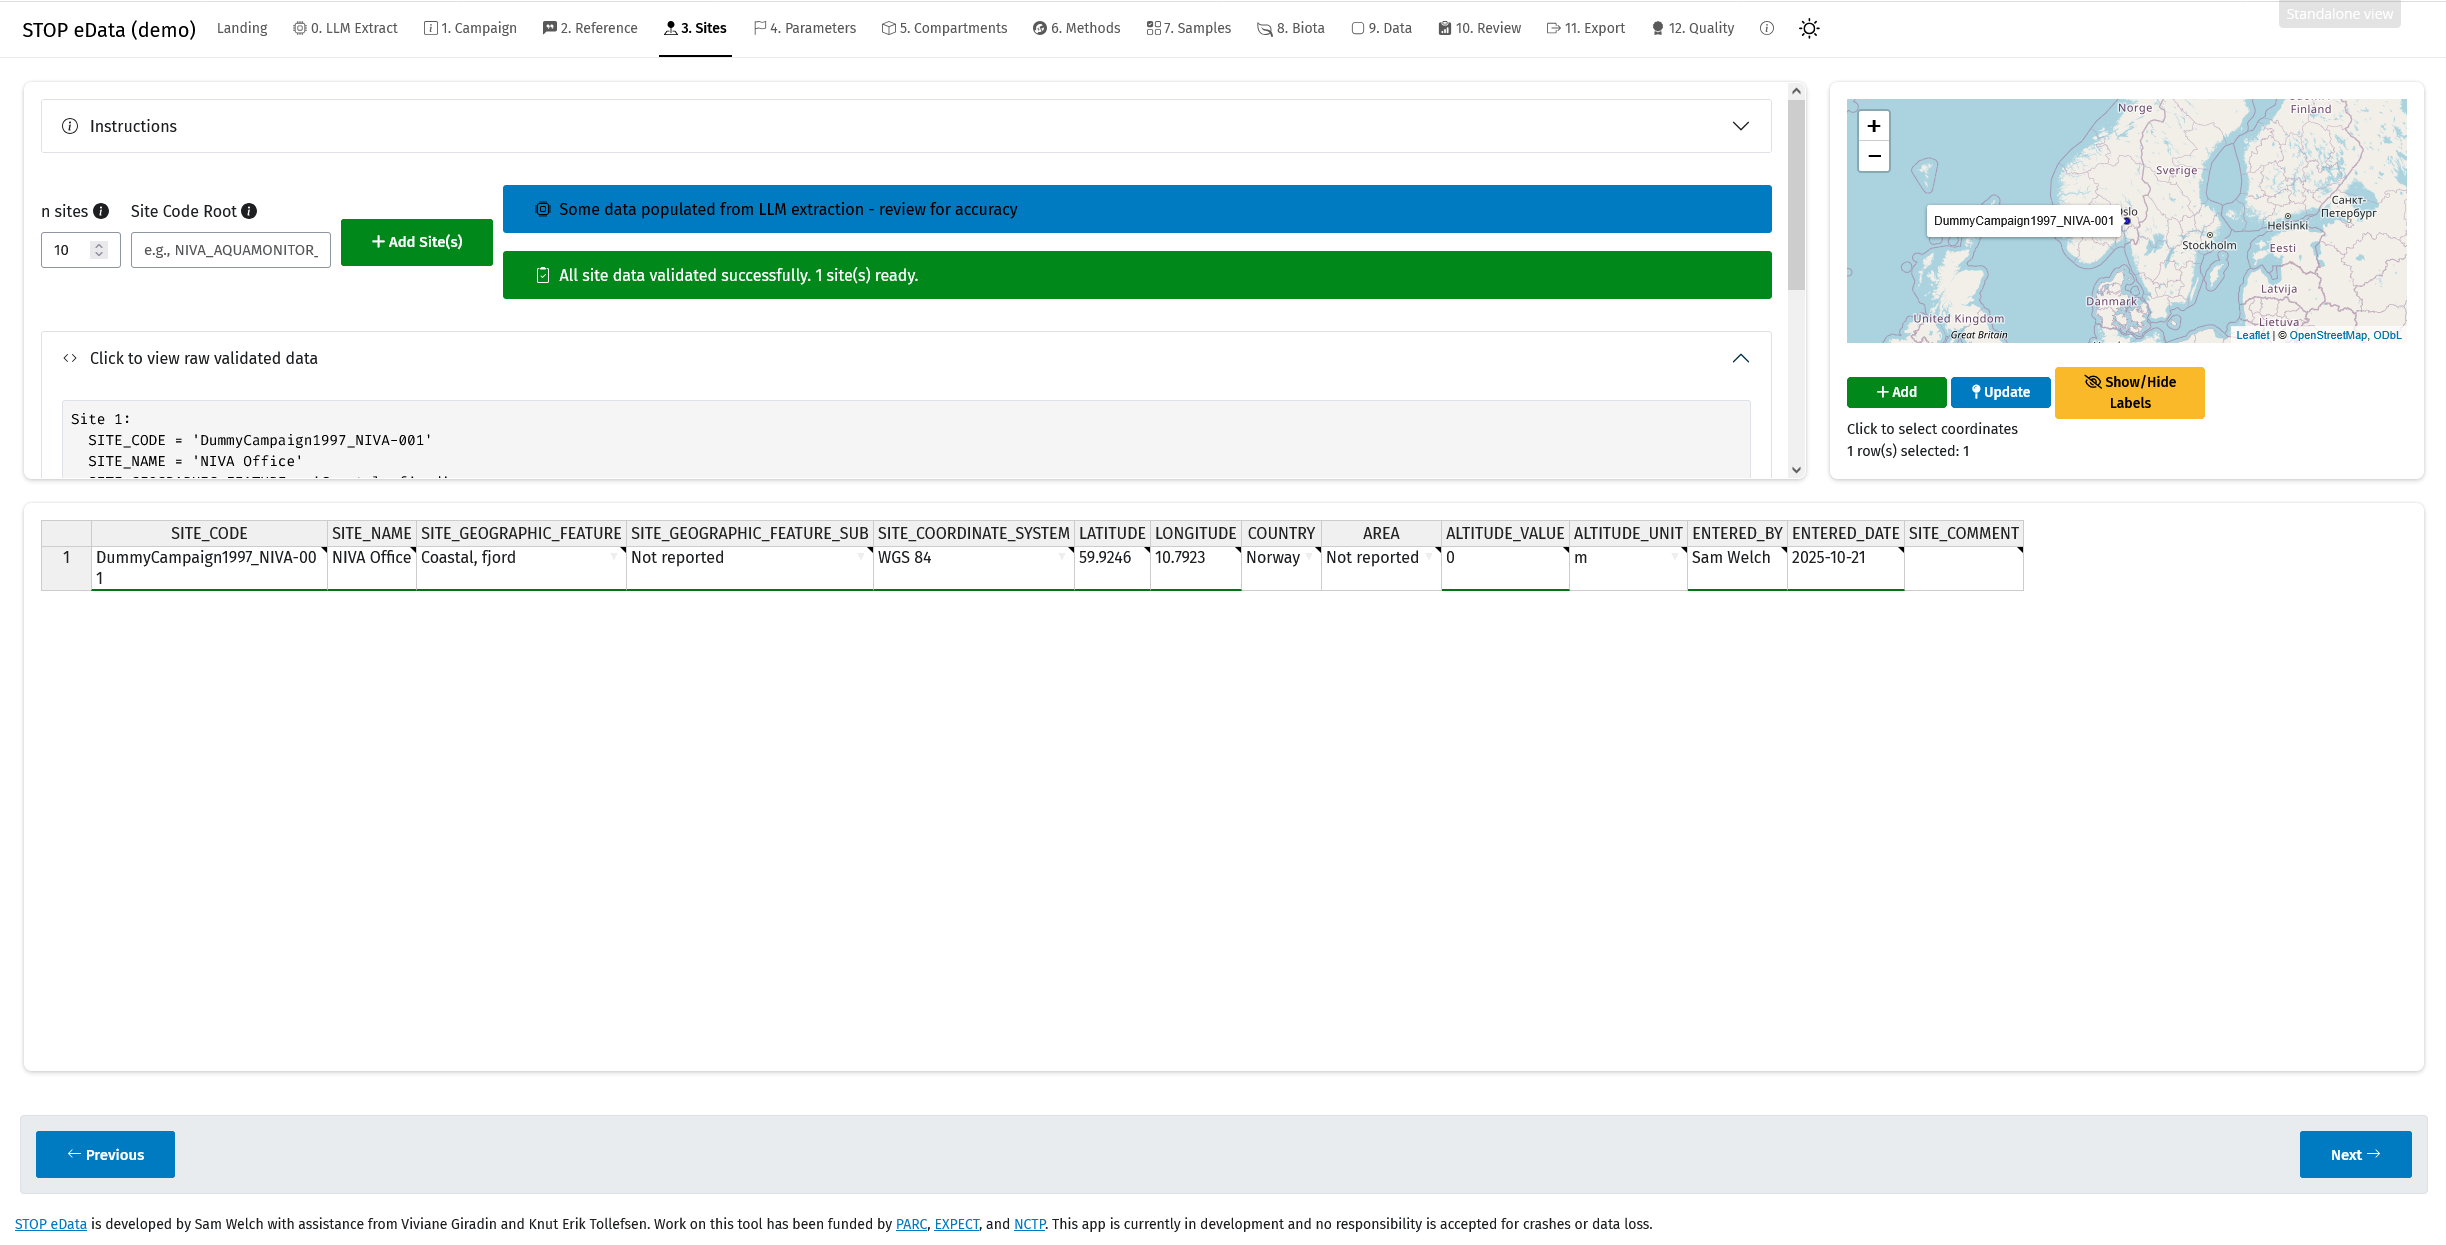 Standalone view
STOP eData (demo)
Landing
0. LLM Extract
1. Campaign
2. Reference
3. Sites
4. Parameters
5. Compartments
6. Methods
7. Samples
8. Biota
9. Data
10. Review
11. Export
12. Quality
Instructions
n sites
Site Code Root
10
e.g., NIVA_AQUAMONITOR_
+ Add Site(s)
Some data populated from LLM extraction - review for accuracy
All site data validated successfully. 1 site(s) ready.
Click to view raw validated data
Site 1:
SITE_CODE = 'DummyCampaign1997_NIVA-001'
SITE_NAME = 'NIVA Office'
+
−
Norge
Finland
Sverige
DummyCampaign1997_NIVA-001
Санкт-
Петербург
Helsinki
Stockholm
Eesti
Latvija
Danmark
United Kingdom
Great Britain
Lietuva
Leaflet | © OpenStreetMap, ODbL
+ Add
Update
Show/Hide
Labels
Click to select coordinates
1 row(s) selected: 1
SITE_CODE SITE_NAME SITE_GEOGRAPHIC_FEATURE SITE_GEOGRAPHIC_FEATURE_SUB SITE_COORDINATE_SYSTEM LATITUDE LONGITUDE COUNTRY AREA ALTITUDE_VALUE ALTITUDE_UNIT ENTERED_BY ENTERED_DATE SITE_COMMENT
1 DummyCampaign1997_NIVA-00 NIVA Office Coastal, fjord Not reported WGS 84 59.9246 10.7923 Norway Not reported 0 m Sam Welch 2025-10-21
1
← Previous
Next →
STOP eData is developed by Sam Welch with assistance from Viviane Giradin and Knut Erik Tollefsen. Work on this tool has been funded by PARC, EXPECT, and NCTP. This app is currently in development and no responsibility is accepted for crashes or data loss.